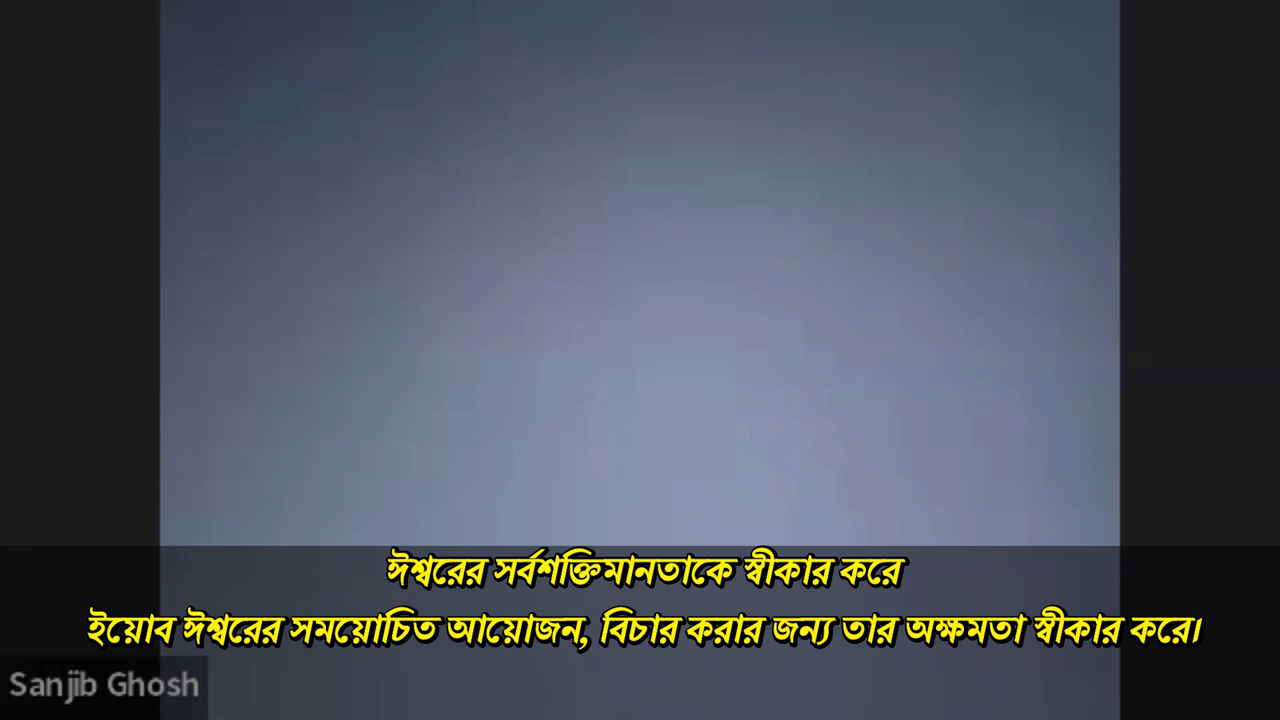 ঈশ্বরের সর্বশক্তিমানতাকে স্বীকার করে
ইয়োব ঈশ্বরের সময়োচিত আয়োজন, বিচার করার জন্য তার অক্ষমতা স্বীকার করে।
Sanjib Ghosh